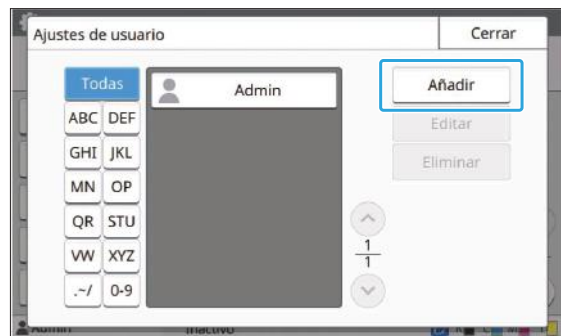 Ajustes de usuario
Cerrar
Todas
Admin
Añadir
ABC DEF
Editar
GHI JKL
Eliminar
MN OP
QR STU
VW XYZ
1
1
.~/ 0-9
Admin
Inactivo